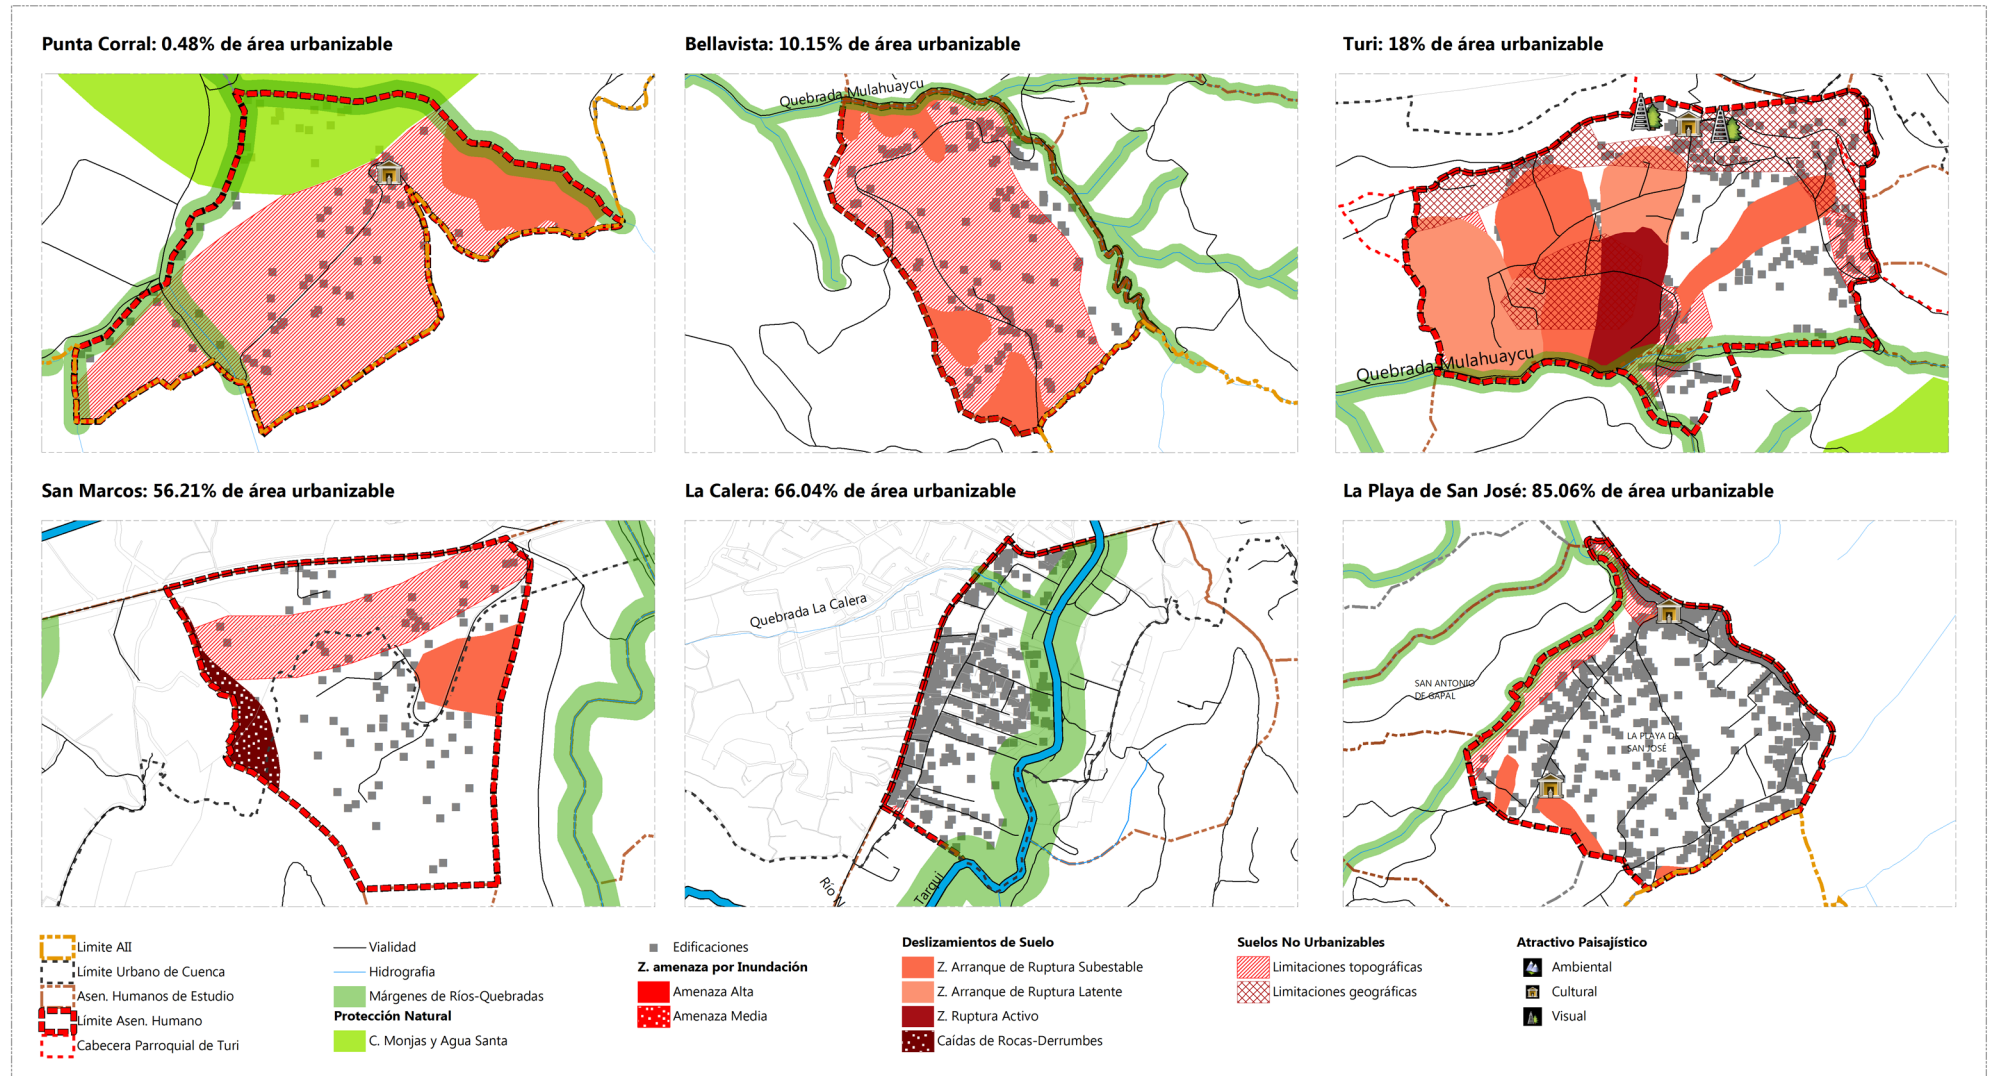 Punta Corral: 0.48% de área urbanizable
Bellavista: 10.15% de área urbanizable
Turi: 18% de área urbanizable
Quebrada Mulahuaycu
Quebrada Mulahuaycu
San Marcos: 56.21% de área urbanizable
La Calera: 66.04% de área urbanizable
La Playa de San José: 85.06% de área urbanizable
Quebrada La Calera
Río
Tarqui
SAN ANTONIO
DE GAPAL
LA PLAYA DE
SAN JOSÉ
Limite AII
Límite Urbano de Cuenca
Asen. Humanos de Estudio
Límite Asen. Humano
Cabecera Parroquial de Turi
Vialidad
Hidrografia
Márgenes de Ríos-Quebradas
Protección Natural
C. Monjas y Agua Santa
Edificaciones
Z. amenaza por Inundación
Amenaza Alta
Amenaza Media
Deslizamientos de Suelo
Z. Arranque de Ruptura Subestable
Z. Arranque de Ruptura Latente
Z. Ruptura Activo
Caídas de Rocas-Derrumbes
Suelos No Urbanizables
Limitaciones topográficas
Limitaciones geográficas
Atractivo Paisajístico
Ambiental
Cultural
Visual